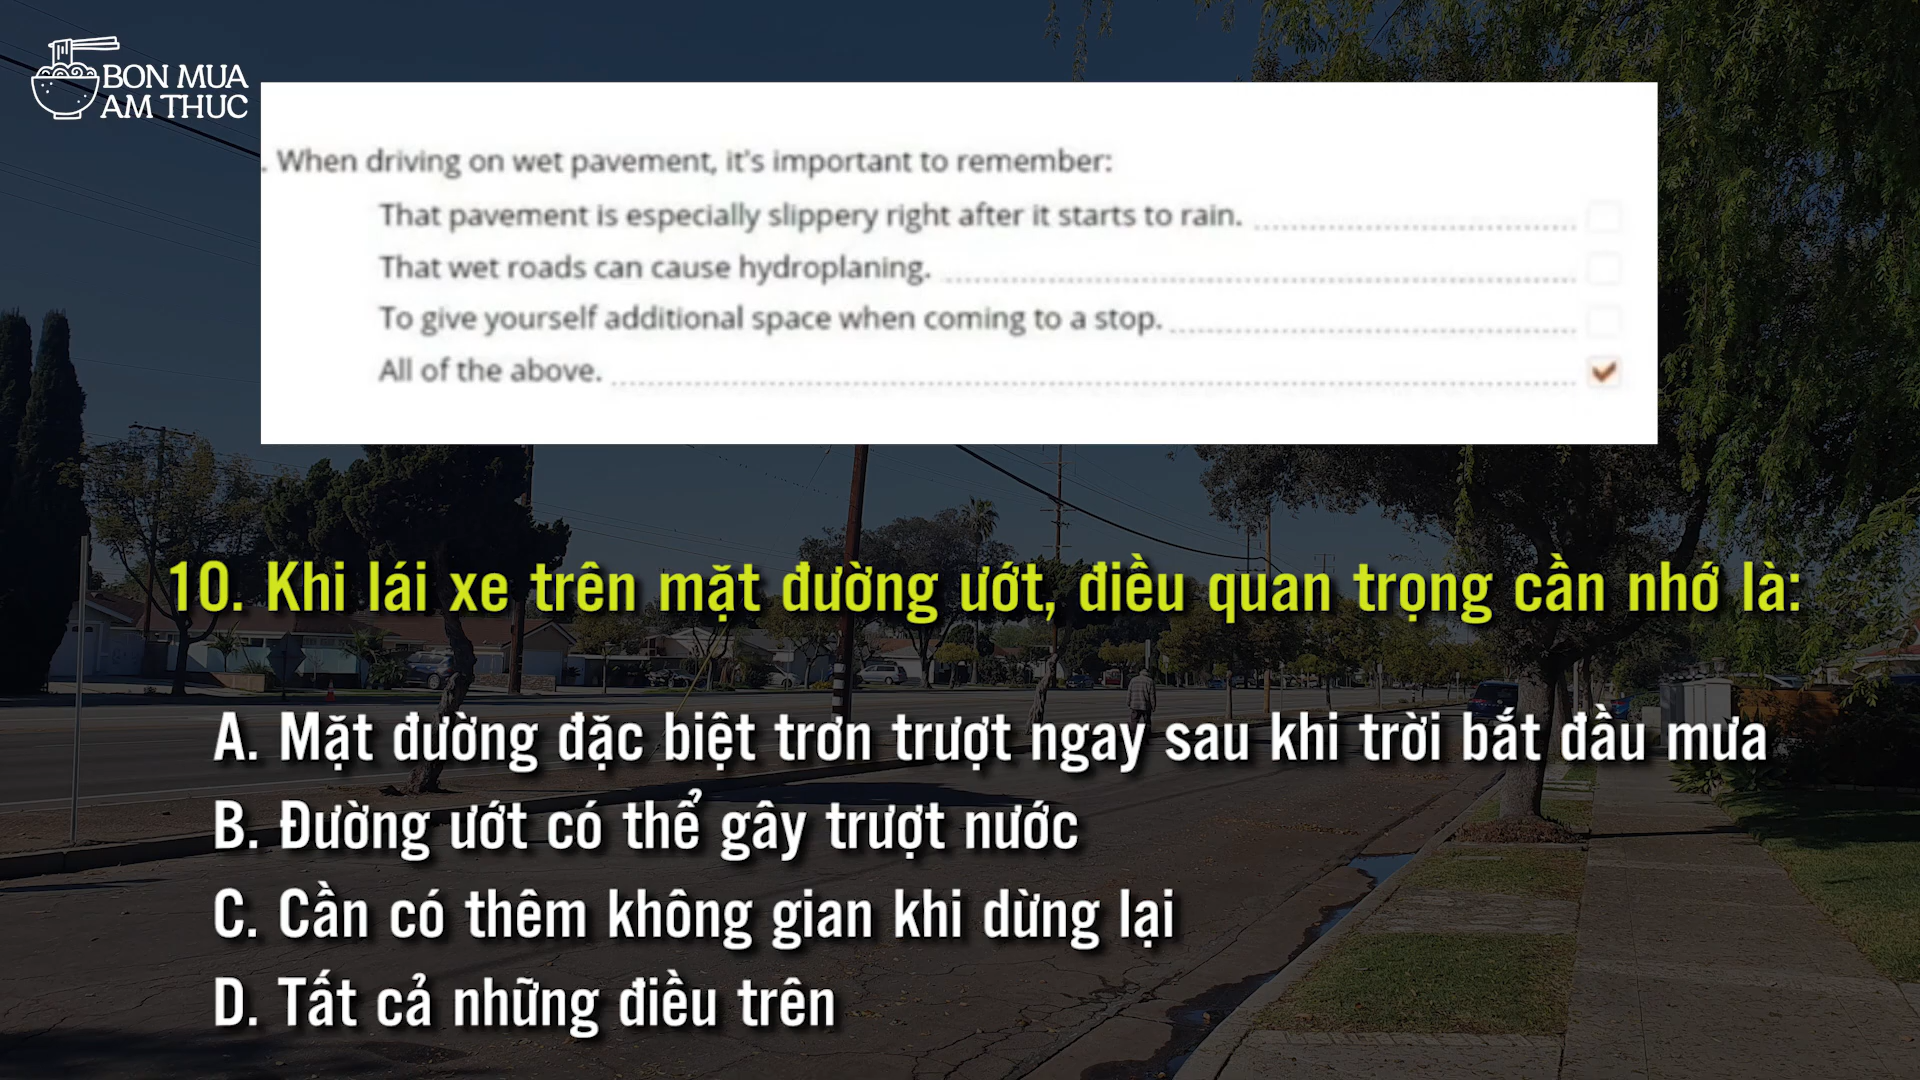 BON MUA
AM THUC
. When driving on wet pavement, it's important to remember:
That pavement is especially slippery right after it starts to rain.
That wet roads can cause hydroplaning.
To give yourself additional space when coming to a stop.
All of the above.
10. Khi lái xe trên mặt đường ướt, điều quan trọng cần nhớ là:
A. Mặt đường đặc biệt trơn trượt ngay sau khi trời bắt đầu mưa
B. Đường ướt có thể gây trượt nước
C. Cần có thêm không gian khi dừng lại
D. Tất cả những điều trên